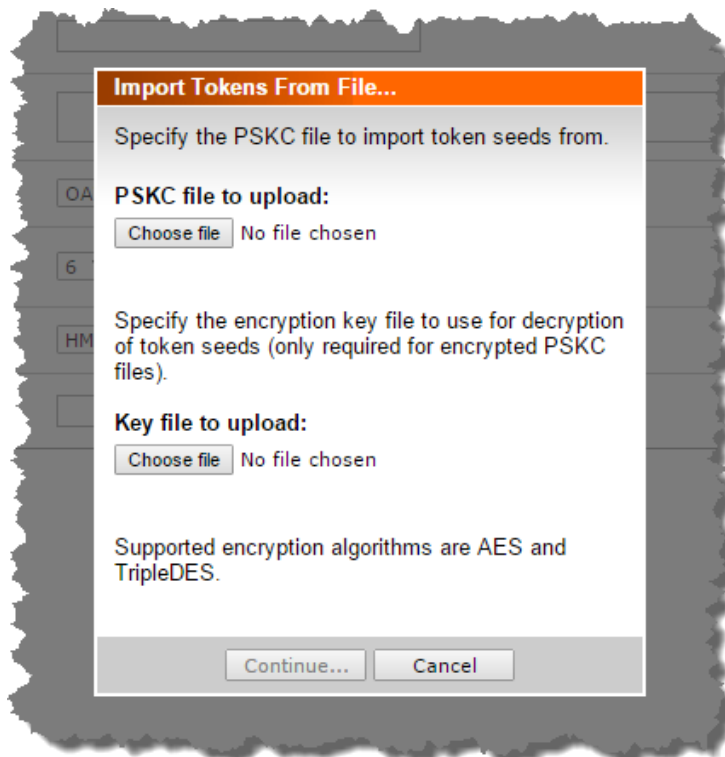 Import Tokens From File...
Specify the PSKC file to import token seeds from.
PSKC file to upload:
Choose file No file chosen
OA
6
Specify the encryption key file to use for decryption
of token seeds (only required for encrypted PSKC
files).
HM
Key file to upload:
Choose file No file chosen
Supported encryption algorithms are AES and
TripleDES.
Continue... Cancel